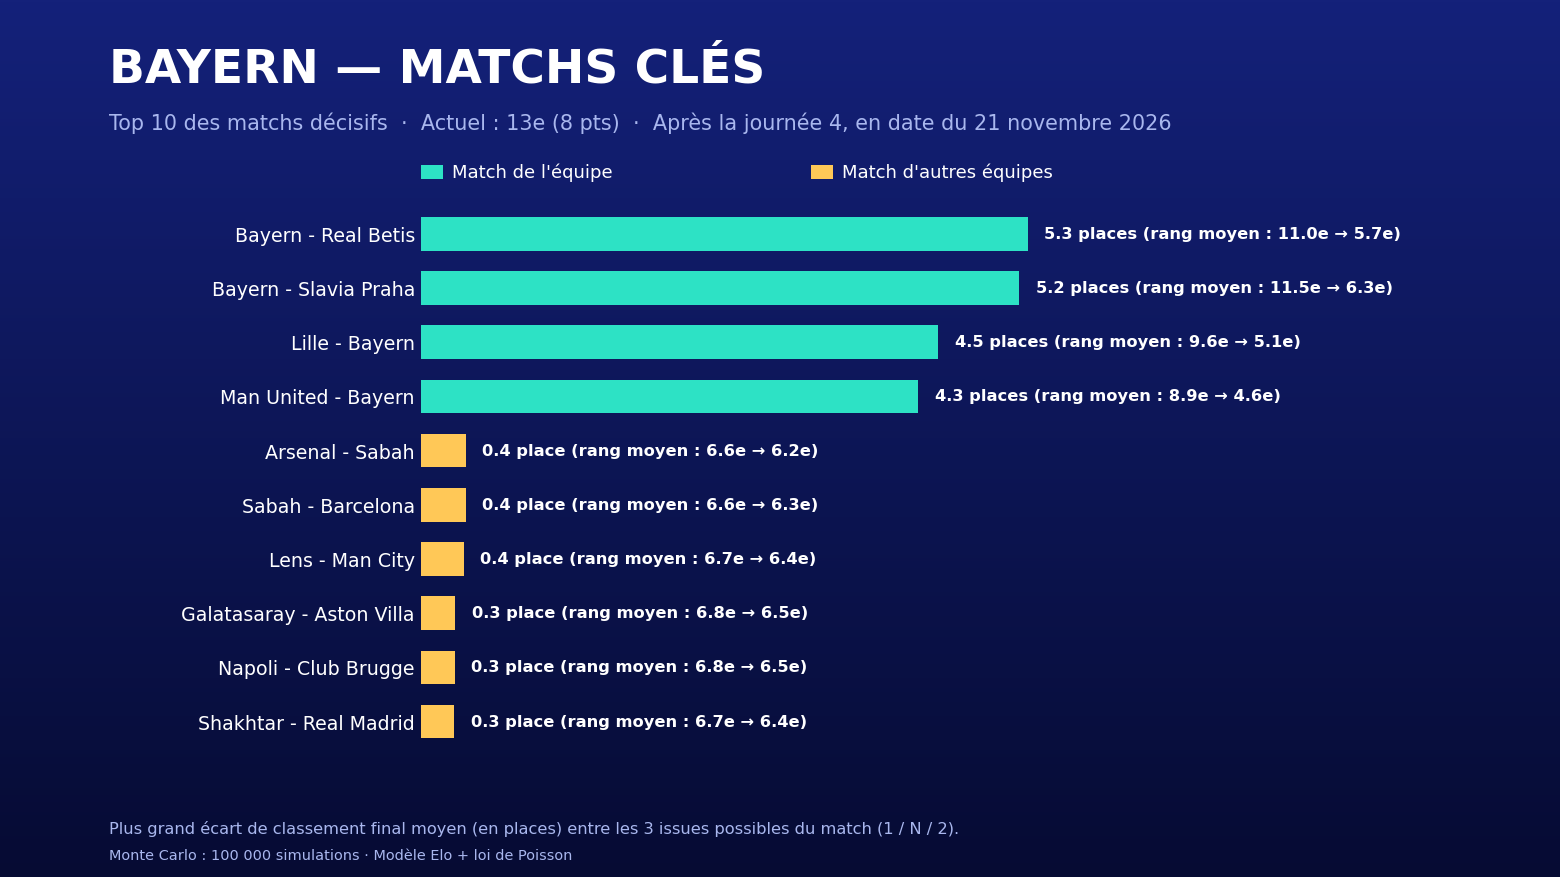 BAYERN — MATCHS CLÉS
Top 10 des matchs décisifs · Actuel : 13e (8 pts) · Après la journée 4, en date du 21 novembre 2026
Match de l'équipe Match d'autres équipes
Bayern - Real Betis 5.3 places (rang moyen : 11.0e → 5.7e)
Bayern - Slavia Praha 5.2 places (rang moyen : 11.5e → 6.3e)
Lille - Bayern 4.5 places (rang moyen : 9.6e → 5.1e)
Man United - Bayern 4.3 places (rang moyen : 8.9e → 4.6e)
Arsenal - Sabah 0.4 place (rang moyen : 6.6e → 6.2e)
Sabah - Barcelona 0.4 place (rang moyen : 6.6e → 6.3e)
Lens - Man City 0.4 place (rang moyen : 6.7e → 6.4e)
Galatasaray - Aston Villa 0.3 place (rang moyen : 6.8e → 6.5e)
Napoli - Club Brugge 0.3 place (rang moyen : 6.8e → 6.5e)
Shakhtar - Real Madrid 0.3 place (rang moyen : 6.7e → 6.4e)
Plus grand écart de classement final moyen (en places) entre les 3 issues possibles du match (1 / N / 2).
Monte Carlo : 100 000 simulations · Modèle Elo + loi de Poisson